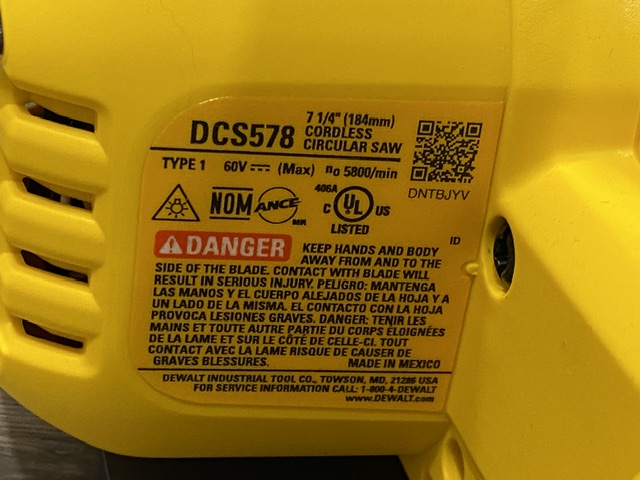 DCS578 7 1/4" (184mm)
CORDLESS
CIRCULAR SAW
TYPE 1 60V ⎓ (Max) n₀ 5800/min
DNTBJYV
NOM ANCE MR
406A
C UL US
LISTED
ID
DANGER KEEP HANDS AND BODY
AWAY FROM AND TO THE
SIDE OF THE BLADE. CONTACT WITH BLADE WILL
RESULT IN SERIOUS INJURY. PELIGRO: MANTENGA
LAS MANOS Y EL CUERPO ALEJADOS DE LA HOJA Y A
UN LADO DE LA MISMA. EL CONTACTO CON LA HOJA
PROVOCA LESIONES GRAVES. DANGER: TENIR LES
MAINS ET TOUTE AUTRE PARTIE DU CORPS ÉLOIGNÉES
DE LA LAME ET SUR LE CÔTÉ DE CELLE-CI. TOUT
CONTACT AVEC LA LAME RISQUE DE CAUSER DE
GRAVES BLESSURES. MADE IN MEXICO
DEWALT INDUSTRIAL TOOL CO., TOWSON, MD, 21286 USA
FOR SERVICE INFORMATION CALL: 1-800-4-DEWALT
www.DEWALT.com